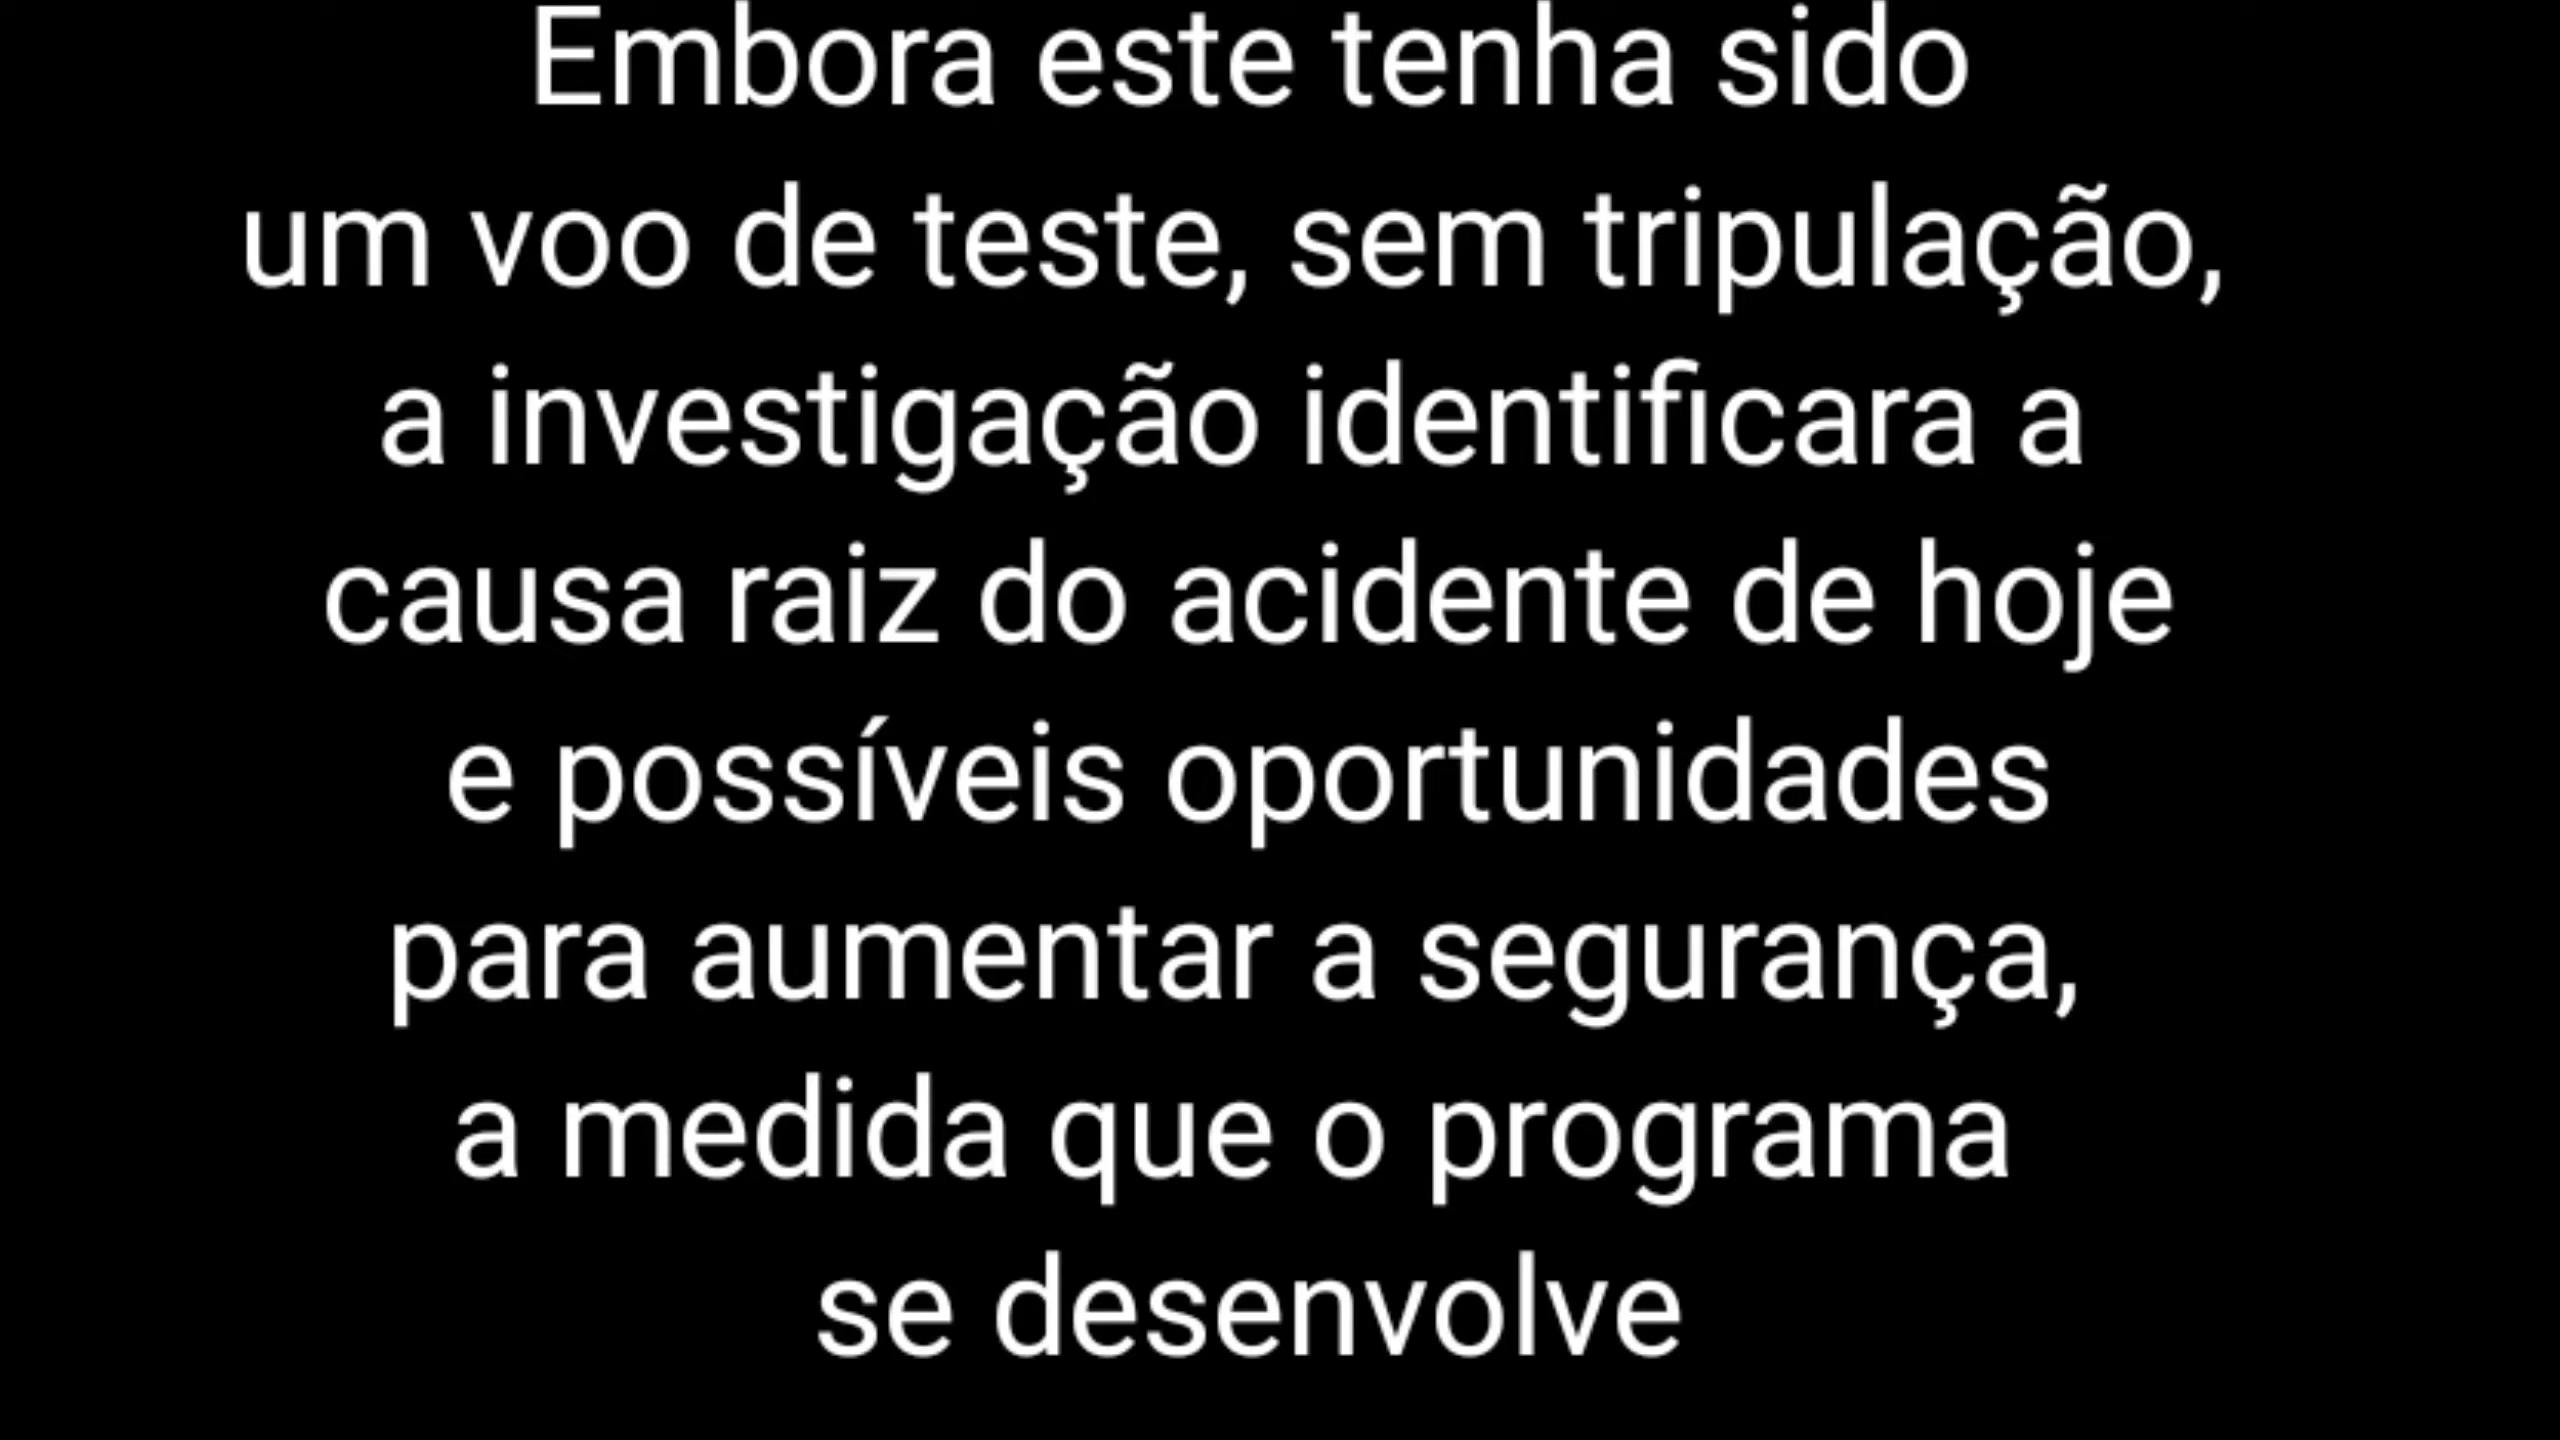 Embora este tenha sido
um voo de teste, sem tripulação,
a investigação identificara a
causa raiz do acidente de hoje
e possíveis oportunidades
para aumentar a segurança,
a medida que o programa
se desenvolve